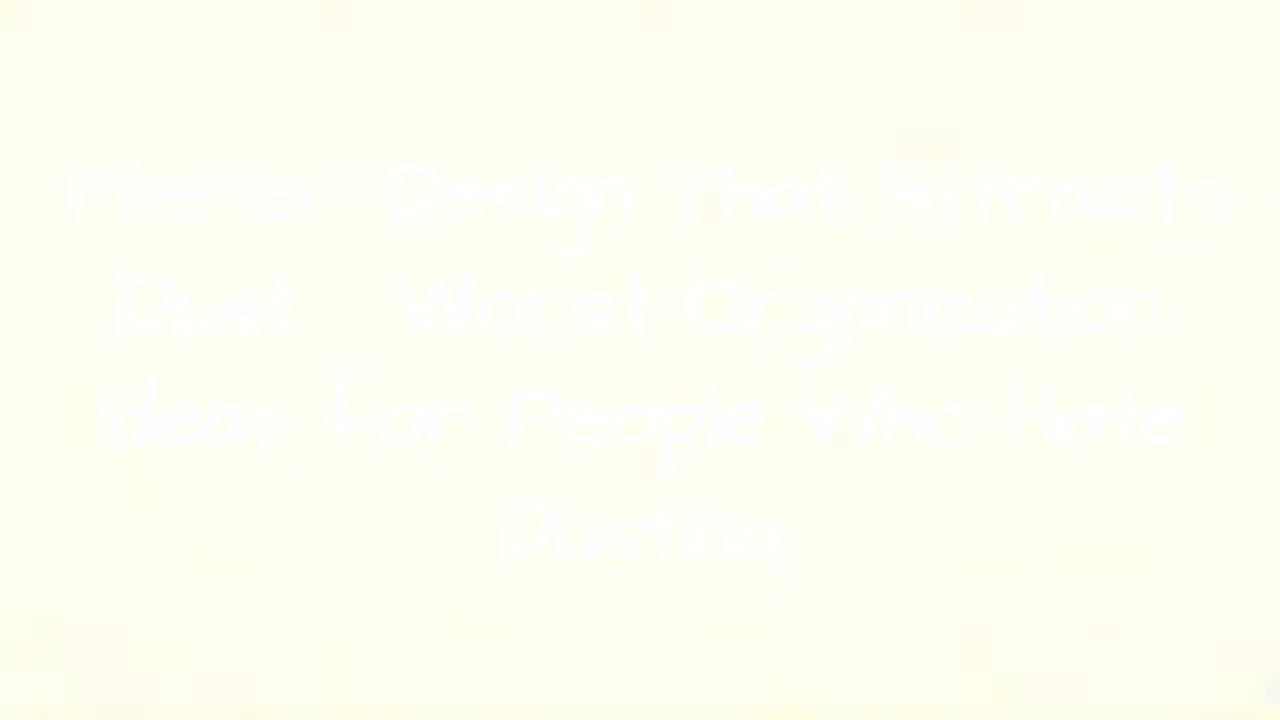 Design That Attracts
Dust Worst Organization
Ideas For People Who Hate
Dusting